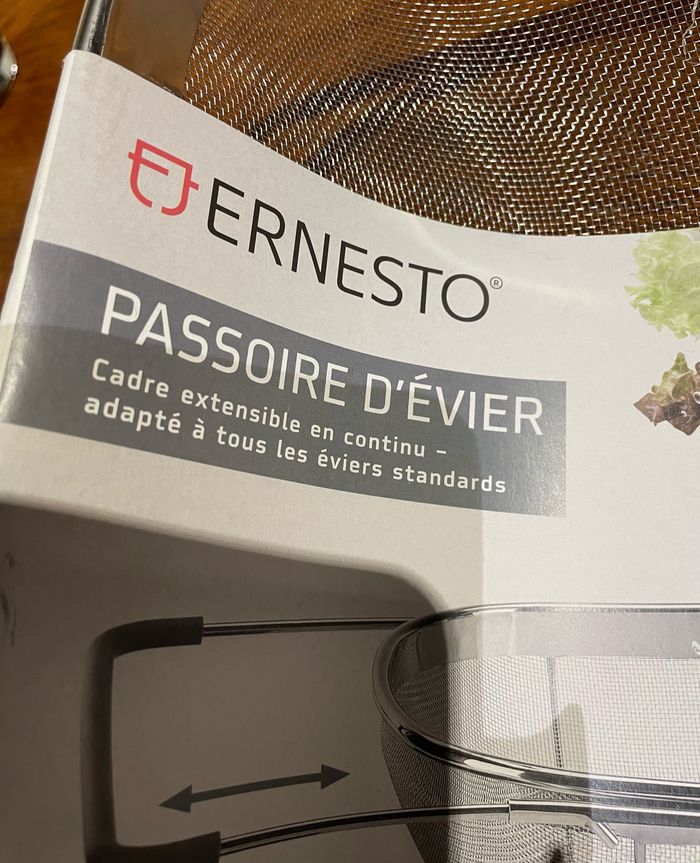 ERNESTO®
PASSOIRE D'ÉVIER
Cadre extensible en continu –
adapté à tous les éviers standards